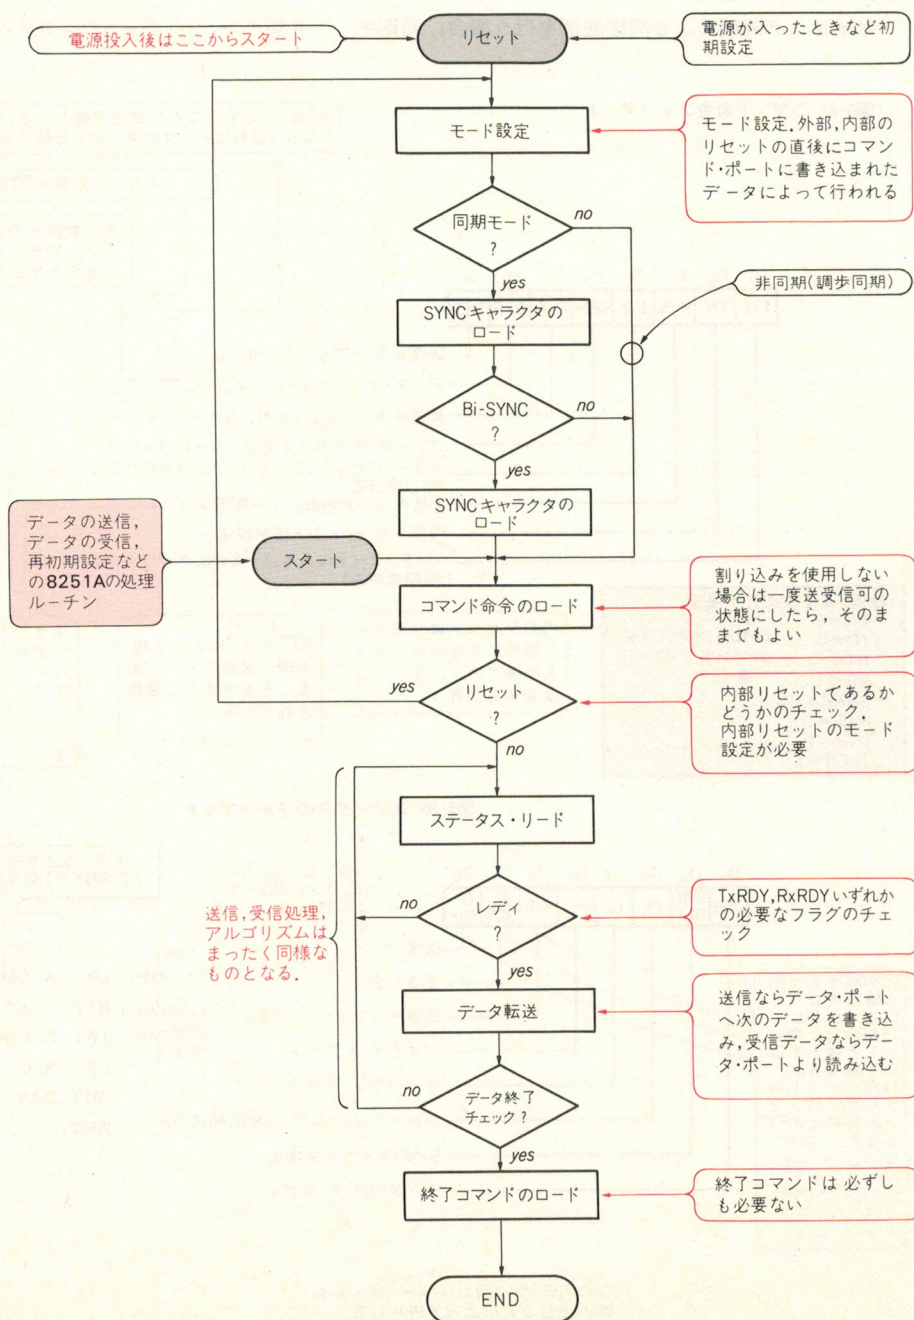 電源投入後はここからスタート
リセット
電源が入ったときなど初
期設定
モード設定
モード設定.外部,内部の
リセットの直後にコマン
ド・ポートに書き込まれた
データによって行われる
同期モード
?
no
yes
非同期(調歩同期)
SYNCキャラクタの
ロード
Bi-SYNC
?
no
yes
SYNCキャラクタの
ロード
データの送信,
データの受信,
再初期設定など
の8251Aの処理
ルーチン
スタート
コマンド命令のロード
割り込みを使用しない
場合は一度送受信可の
状態にしたら,そのま
までもよい
yes
リセット
?
no
内部リセットであるか
どうかのチェック.
内部リセットのモード
設定が必要
ステータス・リード
送信,受信処理,
アルゴリズムは
まったく同様な
ものとなる.
no
レディ
?
yes
TxRDY,RxRDYいずれか
の必要なフラグのチェ
ック
データ転送
送信ならデータ・ポート
へ次のデータを書き込
み,受信データならデー
タ・ポートより読み込む
no
データ終了
チェック?
yes
終了コマンドのロード
終了コマンドは必ずし
も必要ない
END